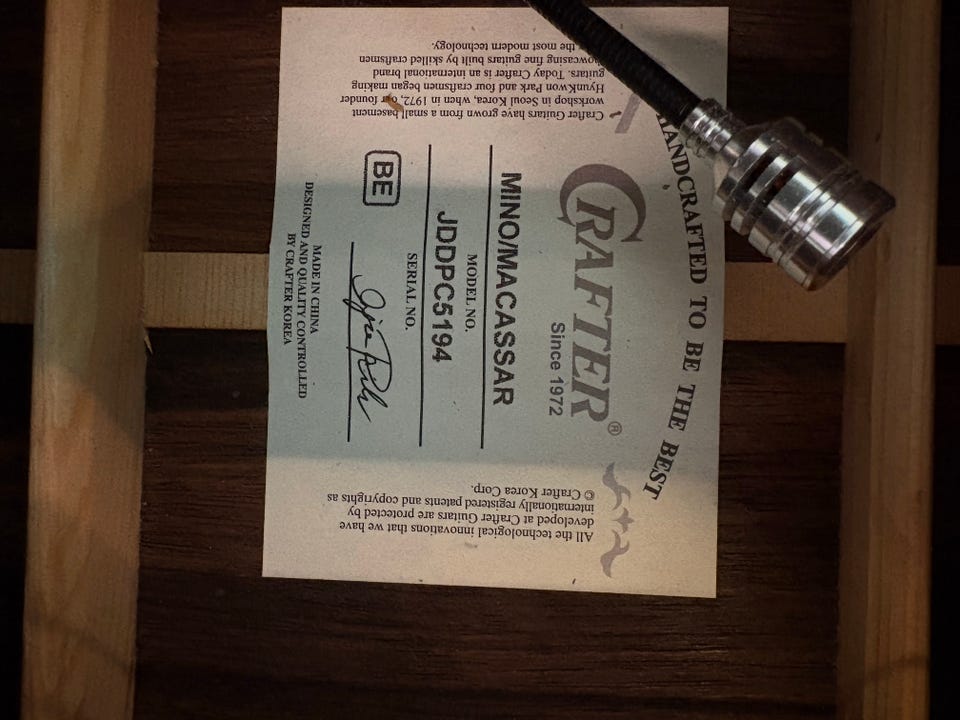 HANDCRAFTED TO BE THE BEST
CRAFTER®
Since 1972
MINO/MACASSAR
MODEL NO.
JDDPC5194
SERIAL NO.
BE
MADE IN CHINA
DESIGNED AND QUALITY CONTROLLED
BY CRAFTER KOREA
Crafter Guitars have grown from a small basement
workshop in Seoul Korea, when in 1972, our founder
HyunKwon Park and four craftsmen began making
guitars. Today Crafter is an international brand
showcasing fine guitars built by skilled craftsmen
the most modern technology.
All the technological innovations that we have
developed at Crafter Guitars are protected by
internationally registered patents and copyrights as
© Crafter Korea Corp.